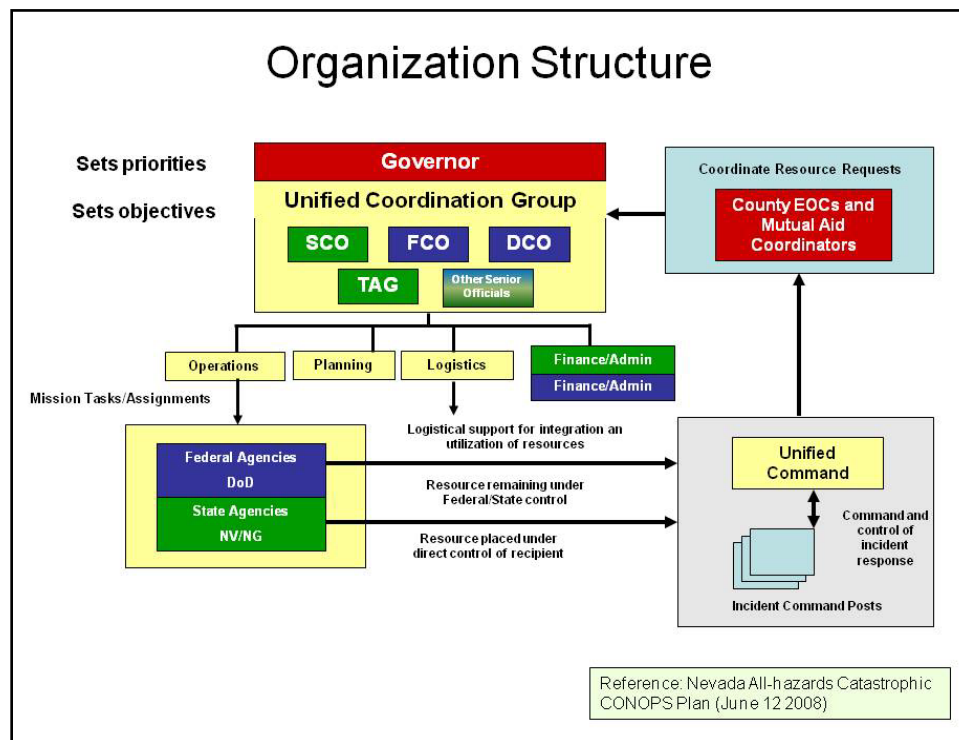 Organization Structure
Sets priorities
Governor
Sets objectives
Unified Coordination Group
SCO
FCO
DCO
TAG
Other Senior
Officials
Coordinate Resource Requests
County EOCs and
Mutual Aid
Coordinators
Operations
Planning
Logistics
Finance/Admin
Finance/Admin
Mission Tasks/Assignments
Logistical support for integration an
utilization of resources
Federal Agencies
DoD
State Agencies
NV/NG
Resource remaining under
Federal/State control
Resource placed under
direct control of recipient
Unified
Command
Command and
control of
incident
response
Incident Command Posts
Reference: Nevada All-hazards Catastrophic
CONOPS Plan (June 12 2008)